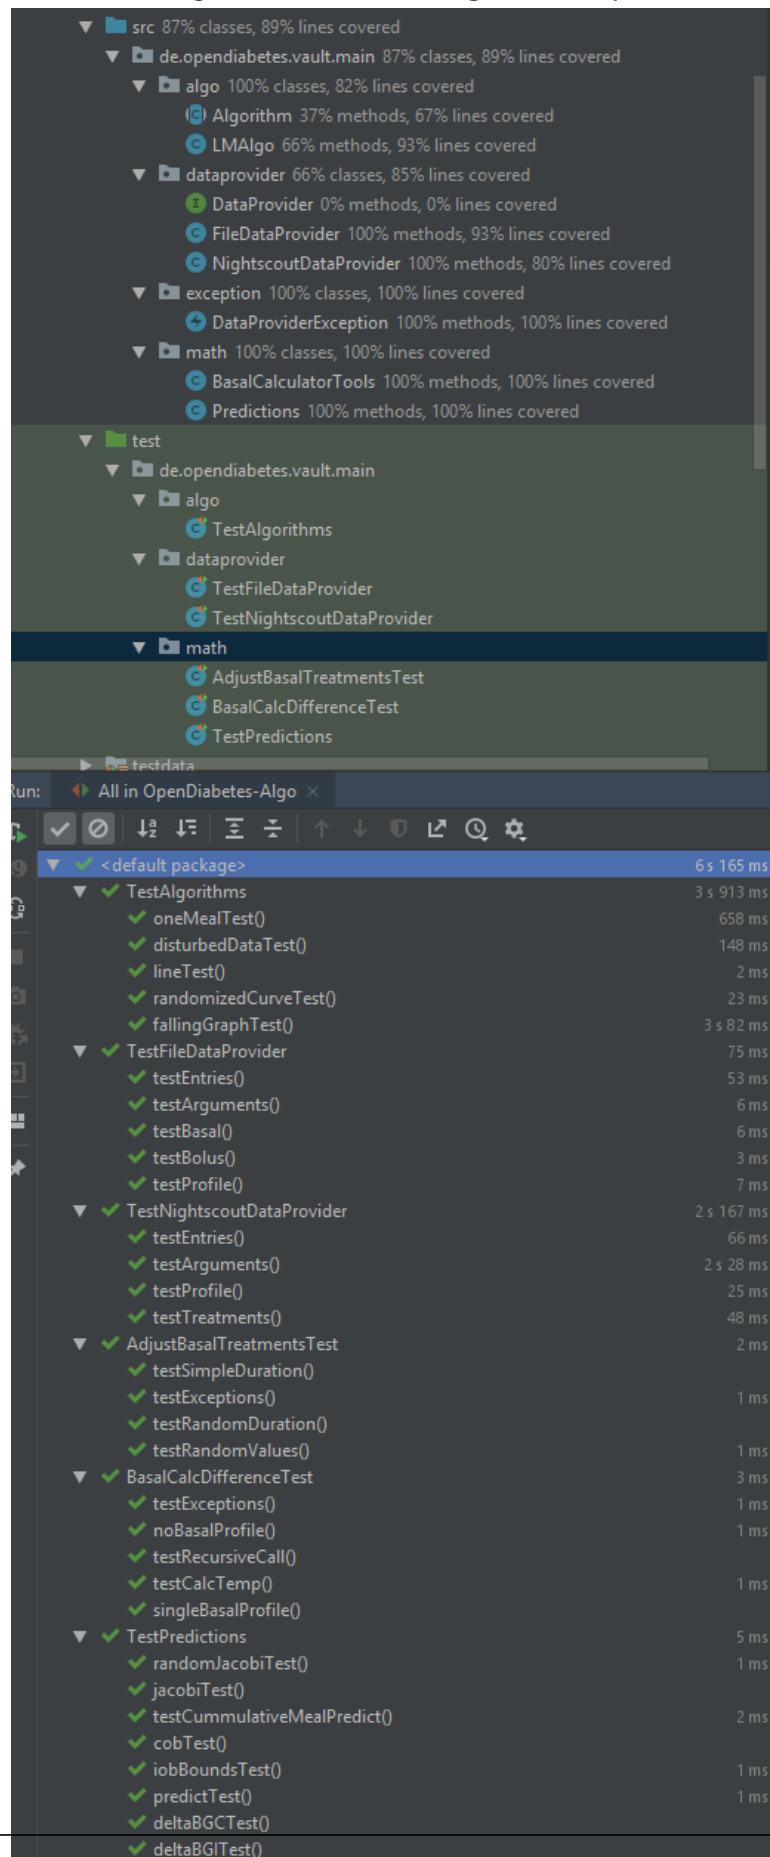 src 87% classes, 89% lines covered
de.opendiabetes.vault.main 87% classes, 89% lines covered
algo 100% classes, 82% lines covered
Algorithm 37% methods, 67% lines covered
LMAlgo 66% methods, 93% lines covered
dataprovider 66% classes, 85% lines covered
DataProvider 0% methods, 0% lines covered
FileDataProvider 100% methods, 93% lines covered
NightscoutDataProvider 100% methods, 80% lines covered
exception 100% classes, 100% lines covered
DataProviderException 100% methods, 100% lines covered
math 100% classes, 100% lines covered
BasalCalculatorTools 100% methods, 100% lines covered
Predictions 100% methods, 100% lines covered
test
de.opendiabetes.vault.main
algo
TestAlgorithms
dataprovider
TestFileDataProvider
TestNightscoutDataProvider
math
AdjustBasalTreatmentsTest
BasalCalcDifferenceTest
TestPredictions
testdata
Run: All in OpenDiabetes-Algo
<default package> 6 s 165 ms
TestAlgorithms 3 s 913 ms
oneMealTest() 658 ms
disturbedDataTest() 148 ms
lineTest() 2 ms
randomizedCurveTest() 23 ms
fallingGraphTest() 3 s 82 ms
TestFileDataProvider 75 ms
testEntries() 53 ms
testArguments() 6 ms
testBasal() 6 ms
testBolus() 3 ms
testProfile() 7 ms
TestNightscoutDataProvider 2 s 167 ms
testEntries() 66 ms
testArguments() 2 s 28 ms
testProfile() 25 ms
testTreatments() 48 ms
AdjustBasalTreatmentsTest 2 ms
testSimpleDuration()
testExceptions() 1 ms
testRandomDuration()
testRandomValues() 1 ms
BasalCalcDifferenceTest 3 ms
testExceptions() 1 ms
noBasalProfile() 1 ms
testRecursiveCall()
testCalcTemp() 1 ms
singleBasalProfile()
TestPredictions 5 ms
randomJacobiTest() 1 ms
jacobiTest()
testCummulativeMealPredict() 2 ms
cobTest()
iobBoundsTest() 1 ms
predictTest() 1 ms
deltaBGCTest()
deltaBGITest()